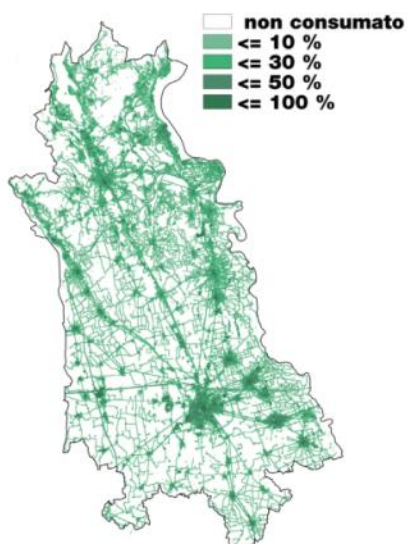 non consumato
<= 10 %
<= 30 %
<= 50 %
<= 100 %